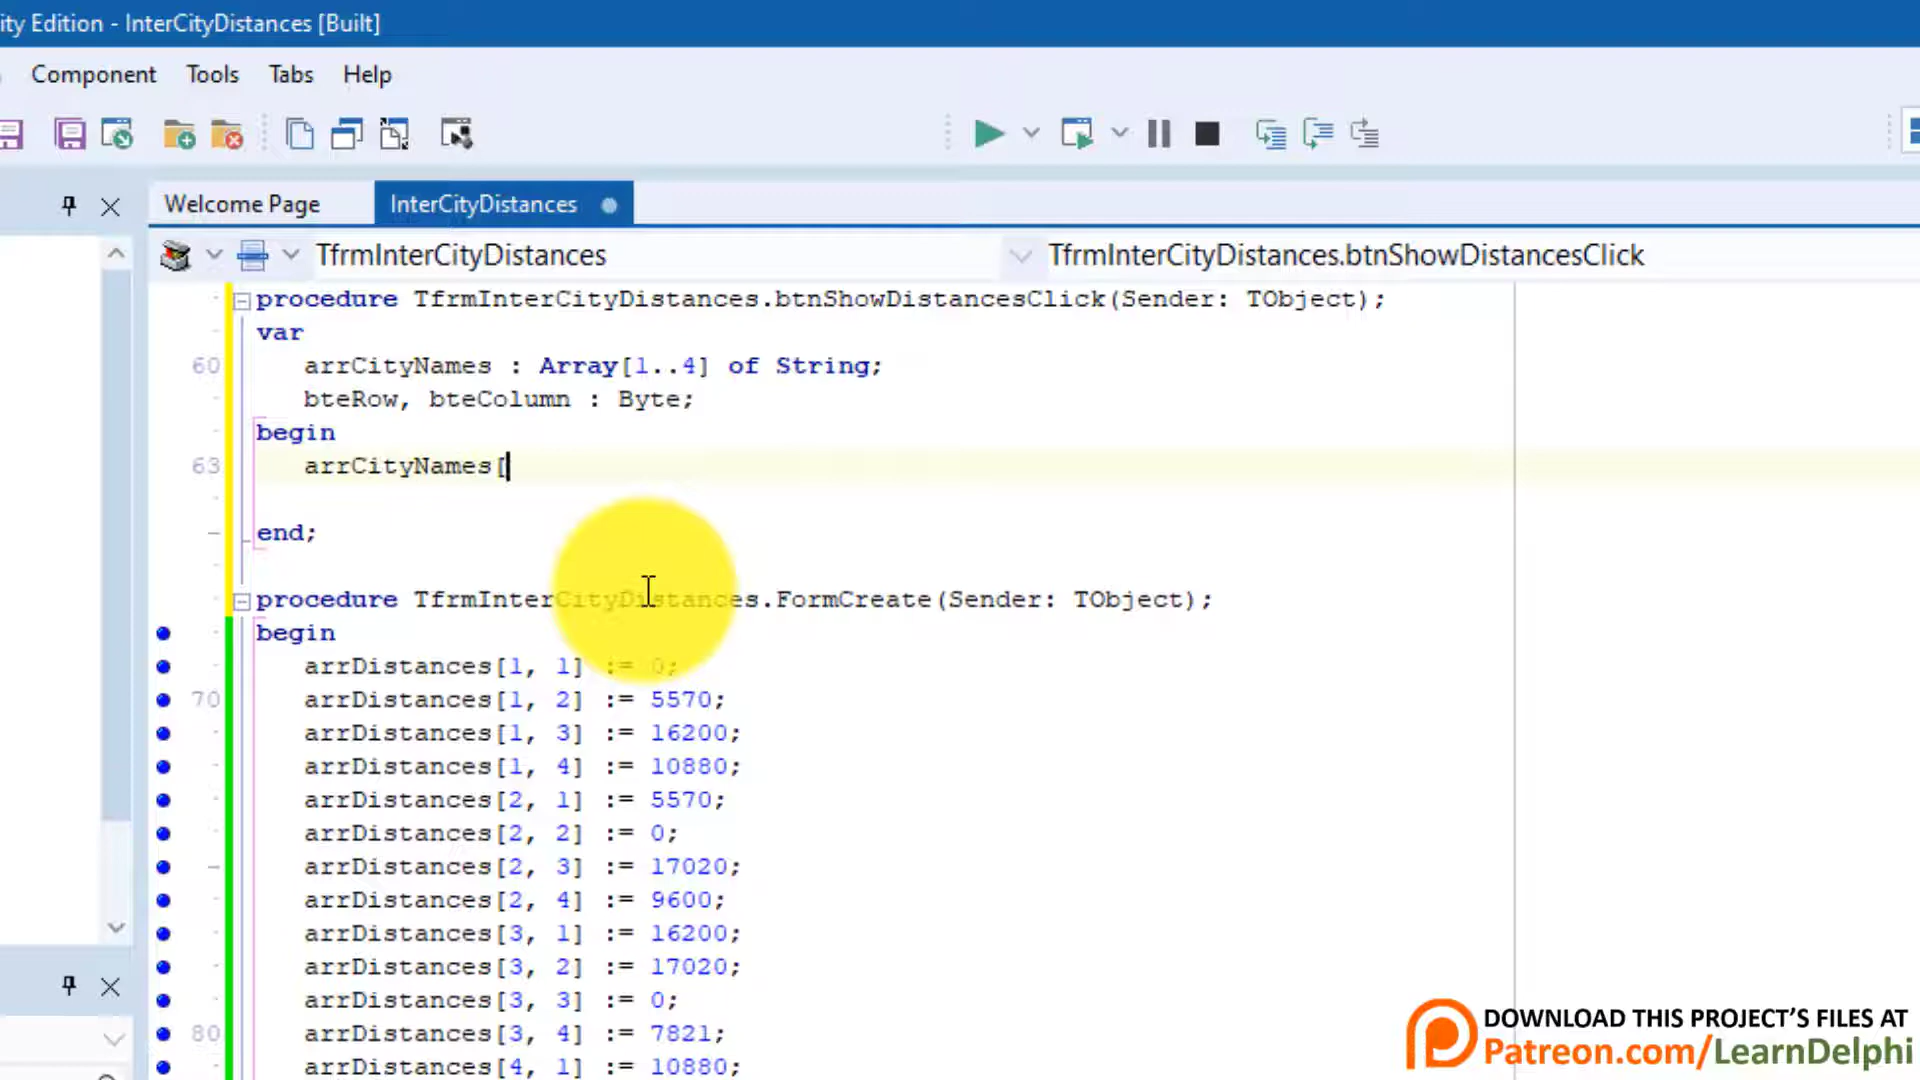 ity Edition - InterCityDistances [Built]
Component Tools Tabs Help
Welcome Page InterCityDistances
TfrmInterCityDistances TfrmInterCityDistances.btnShowDistancesClick
procedure TfrmInterCityDistances.btnShowDistancesClick(Sender: TObject);
var
60 arrCityNames : Array[1..4] of String;
bteRow, bteColumn : Byte;
begin
63 arrCityNames[
end;
procedure TfrmInterCityDistances.FormCreate(Sender: TObject);
begin
arrDistances[1, 1] := 0;
70 arrDistances[1, 2] := 5570;
arrDistances[1, 3] := 16200;
arrDistances[1, 4] := 10880;
arrDistances[2, 1] := 5570;
arrDistances[2, 2] := 0;
arrDistances[2, 3] := 17020;
arrDistances[2, 4] := 9600;
arrDistances[3, 1] := 16200;
arrDistances[3, 2] := 17020;
arrDistances[3, 3] := 0;
80 arrDistances[3, 4] := 7821;
arrDistances[4, 1] := 10880;
DOWNLOAD THIS PROJECT'S FILES AT
Patreon.com/LearnDelphi